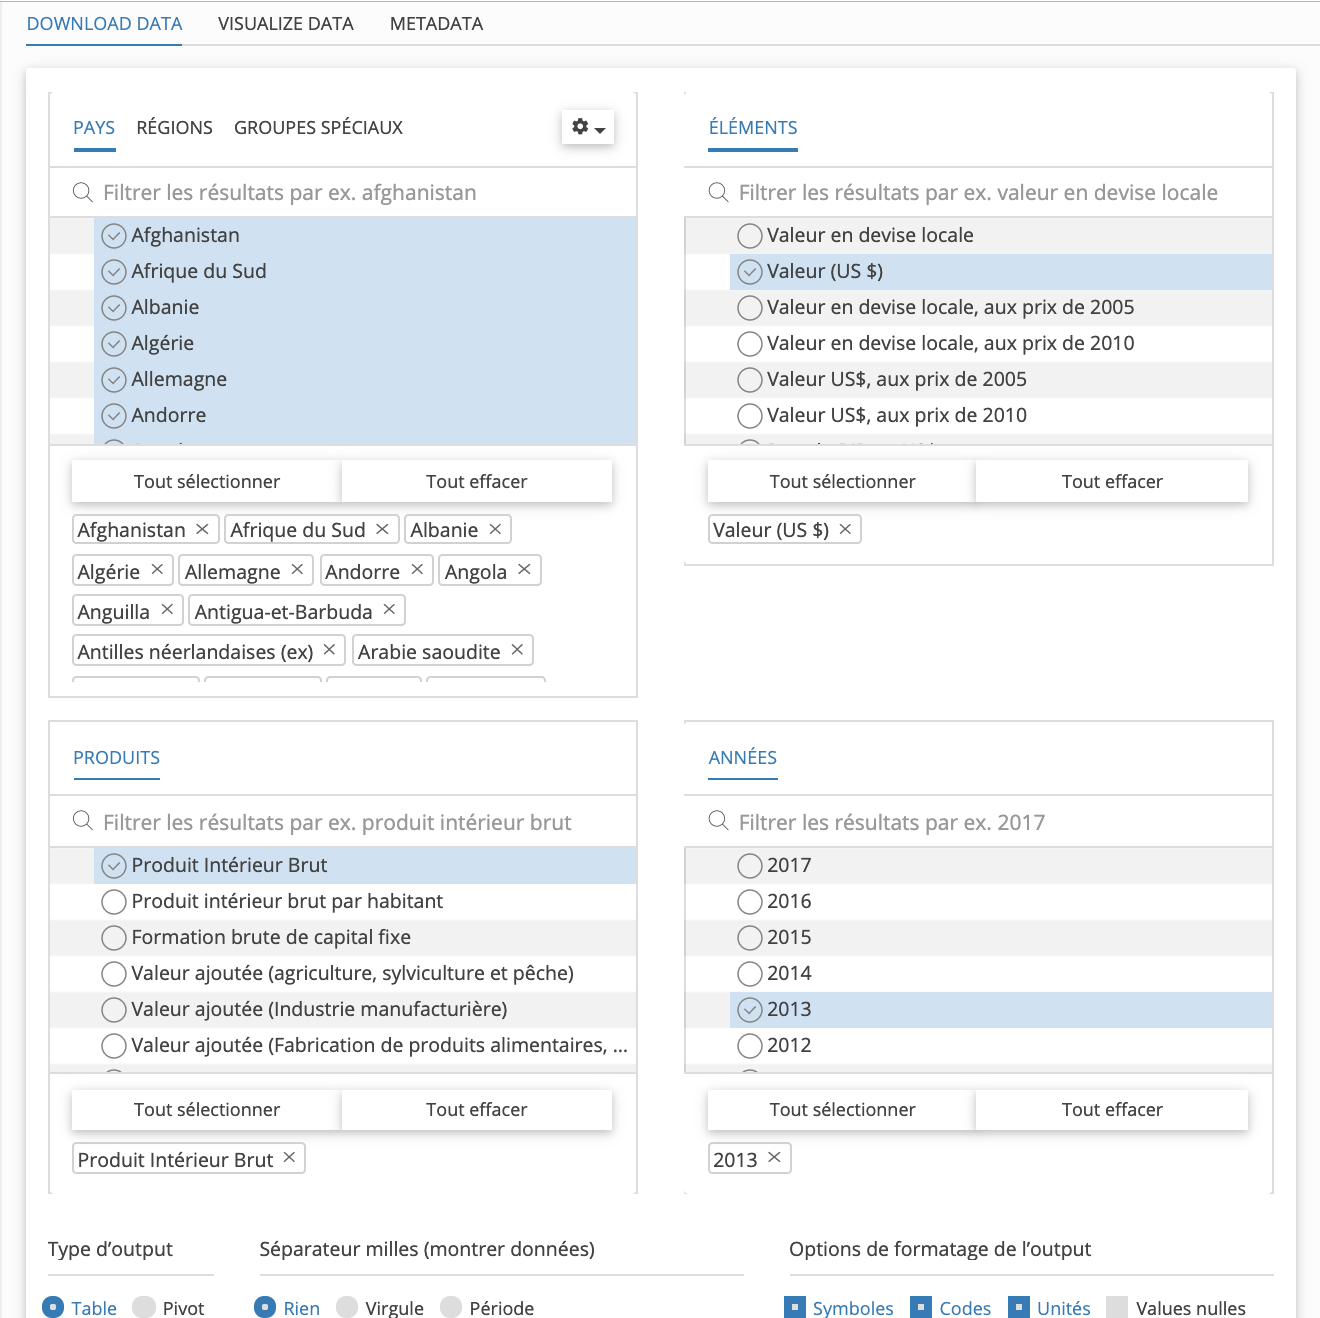 DOWNLOAD DATA VISUALIZE DATA METADATA
PAYS RÉGIONS GROUPES SPÉCIAUX
Filtrer les résultats par ex. afghanistan
Afghanistan
Afrique du Sud
Albanie
Algérie
Allemagne
Andorre
Tout sélectionner Tout effacer
Afghanistan × Afrique du Sud × Albanie ×
Algérie × Allemagne × Andorre × Angola ×
Anguilla × Antigua-et-Barbuda ×
Antilles néerlandaises (ex) × Arabie saoudite ×
ÉLÉMENTS
Filtrer les résultats par ex. valeur en devise locale
Valeur en devise locale
Valeur (US $)
Valeur en devise locale, aux prix de 2005
Valeur en devise locale, aux prix de 2010
Valeur US$, aux prix de 2005
Valeur US$, aux prix de 2010
Tout sélectionner Tout effacer
Valeur (US $) ×
PRODUITS
Filtrer les résultats par ex. produit intérieur brut
Produit Intérieur Brut
Produit intérieur brut par habitant
Formation brute de capital fixe
Valeur ajoutée (agriculture, sylviculture et pêche)
Valeur ajoutée (Industrie manufacturière)
Valeur ajoutée (Fabrication de produits alimentaires, ...
Tout sélectionner Tout effacer
Produit Intérieur Brut ×
ANNÉES
Filtrer les résultats par ex. 2017
2017
2016
2015
2014
2013
2012
Tout sélectionner Tout effacer
2013 ×
Type d’output
Table Pivot
Séparateur milles (montrer données)
Rien Virgule Période
Options de formatage de l’output
Symboles Codes Unités Values nulles